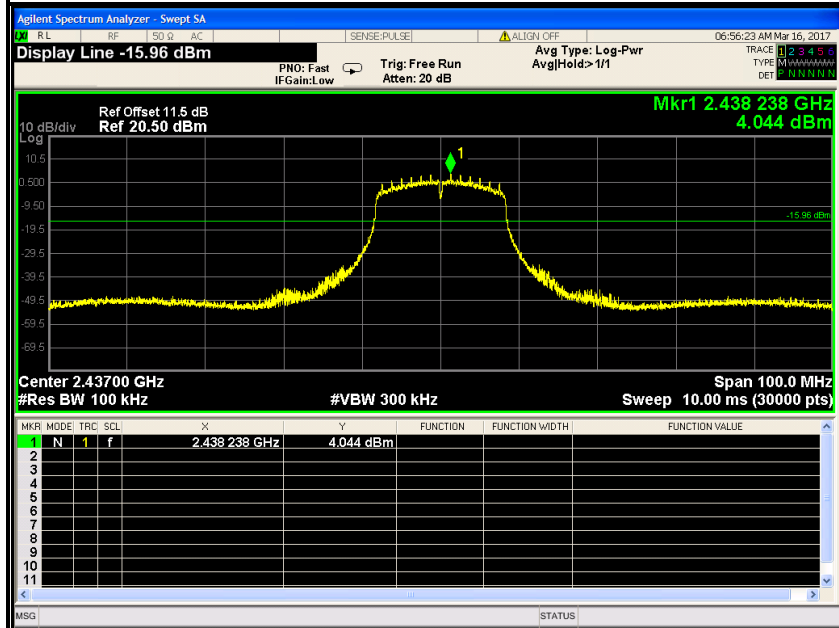 Agilent Spectrum Analyzer - Swept SA
LXI RL RF 50 Ω AC SENSE:PULSE ALIGN OFF 06:56:23 AM Mar 16, 2017
Display Line -15.96 dBm
Avg Type: Log-Pwr
TRACE 1 2 3 4 5 6
PNO: Fast Trig: Free Run Avg|Hold:>1/1
TYPE M WWWWW
IFGain:Low Atten: 20 dB
DET P N N N N N
Mkr1 2.438 238 GHz
4.044 dBm
Ref Offset 11.5 dB
10 dB/div Ref 20.50 dBm
Log
1
10.5
0.500
-9.50
-15.96 dBm
-19.5
-29.5
-39.5
-49.5
-59.5
-69.5
Center 2.43700 GHz Span 100.0 MHz
#Res BW 100 kHz #VBW 300 kHz Sweep 10.00 ms (30000 pts)
MKR MODE TRC SCL X Y FUNCTION FUNCTION WIDTH FUNCTION VALUE
1 N 1 f 2.438 238 GHz 4.044 dBm
2
3
4
5
6
7
8
9
10
11
MSG STATUS